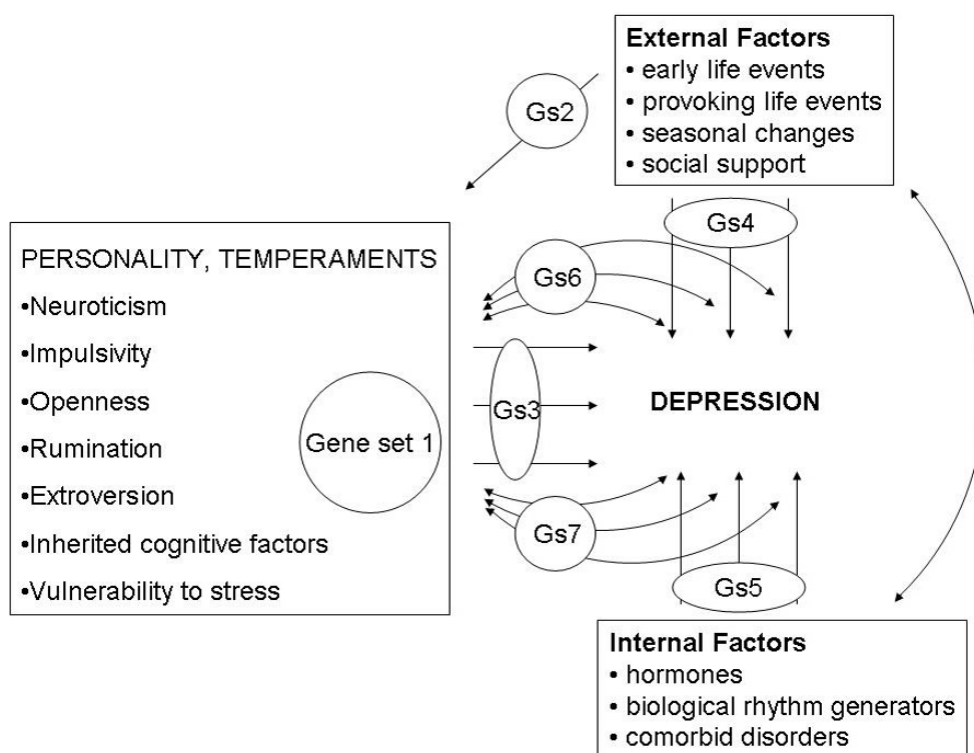 External Factors
• early life events
• provoking life events
• seasonal changes
• social support
Gs2
Gs4
PERSONALITY, TEMPERAMENTS
•Neuroticism
•Impulsivity
•Openness
•Rumination
•Extroversion
•Inherited cognitive factors
•Vulnerability to stress
Gene set 1
Gs6
Gs3
DEPRESSION
Gs7
Gs5
Internal Factors
• hormones
• biological rhythm generators
• comorbid disorders